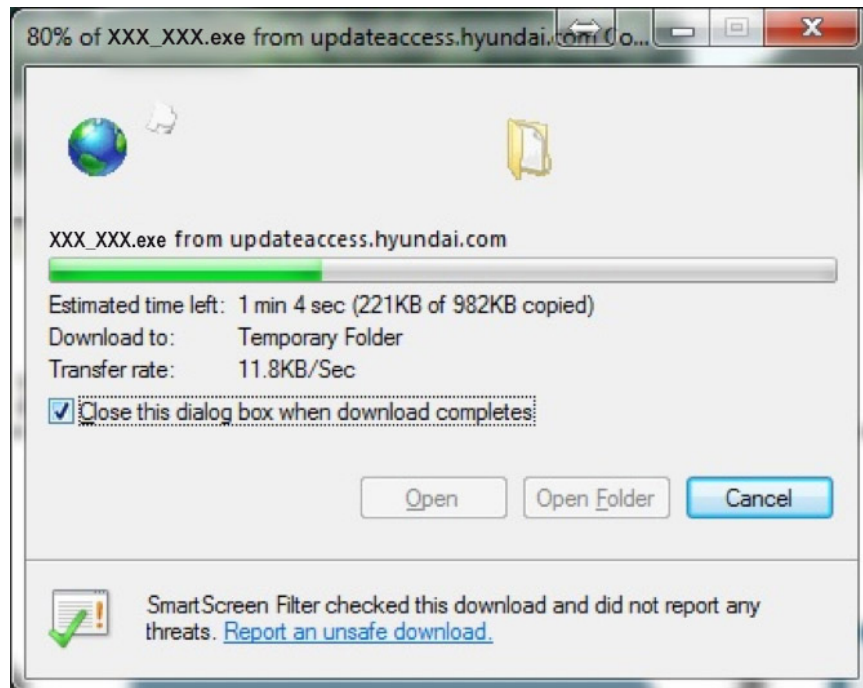 80% of XXX_XXX.exe from updateaccess.hyundai.com Co...
XXX_XXX.exe from updateaccess.hyundai.com
Estimated time left: 1 min 4 sec (221KB of 982KB copied)
Download to: Temporary Folder
Transfer rate: 11.8KB/Sec
Close this dialog box when download completes
Open
Open Folder
Cancel
SmartScreen Filter checked this download and did not report any
threats. Report an unsafe download.